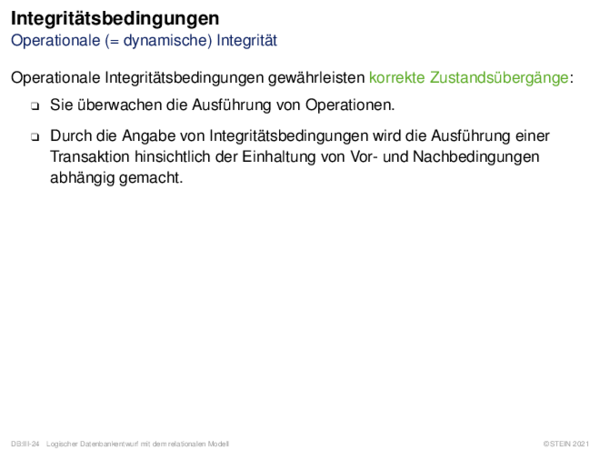 Integritätsbedingungen
Operationale (= dynamische) Integrität
Operationale Integritätsbedingungen gewährleisten korrekte Zustandsübergänge:
❑ Sie überwachen die Ausführung von Operationen.
❑ Durch die Angabe von Integritätsbedingungen wird die Ausführung einer
Transaktion hinsichtlich der Einhaltung von Vor- und Nachbedingungen
abhängig gemacht.
DB:III-24 Logischer Datenbankentwurf mit dem relationalen Modell ©STEIN 2021